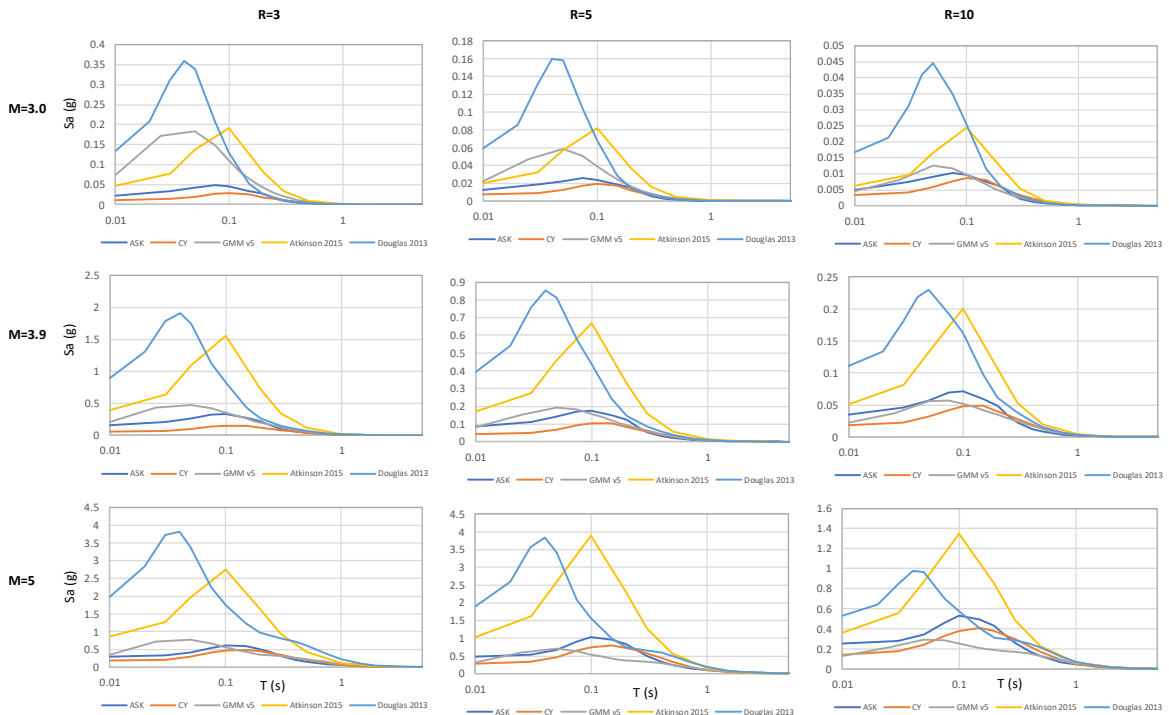 R=3 R=5 R=10
M=3.0
Sa (g)
0.4
0.35
0.3
0.25
0.2
0.15
0.1
0.05
0
0.01 0.1 1
ASK CY GMM v5 Atkinson 2015 Douglas 2013
0.18
0.16
0.14
0.12
0.1
0.08
0.06
0.04
0.02
0
0.01 0.1 1
ASK CY GMM v5 Atkinson 2015 Douglas 2013
0.05
0.045
0.04
0.035
0.03
0.025
0.02
0.015
0.01
0.005
0
0.01 0.1 1
ASK CY GMM v5 Atkinson 2015 Douglas 2013
M=3.9
Sa (g)
2.5
2
1.5
1
0.5
0
0.01 0.1 1
ASK CY GMM v5 Atkinson 2015 Douglas 2013
0.9
0.8
0.7
0.6
0.5
0.4
0.3
0.2
0.1
0
0.01 0.1 1
ASK CY GMM v5 Atkinson 2015 Douglas 2013
0.25
0.2
0.15
0.1
0.05
0
0.01 0.1 1
ASK CY GMM v5 Atkinson 2015 Douglas 2013
M=5
Sa (g)
4.5
4
3.5
3
2.5
2
1.5
1
0.5
0
0.01 0.1 1
T (s)
ASK CY GMM v5 Atkinson 2015 Douglas 2013
4.5
4
3.5
3
2.5
2
1.5
1
0.5
0
0.01 0.1 1
T (s)
ASK CY GMM v5 Atkinson 2015 Douglas 2013
1.6
1.4
1.2
1
0.8
0.6
0.4
0.2
0
0.01 0.1 1
T (s)
ASK CY GMM v5 Atkinson 2015 Douglas 2013